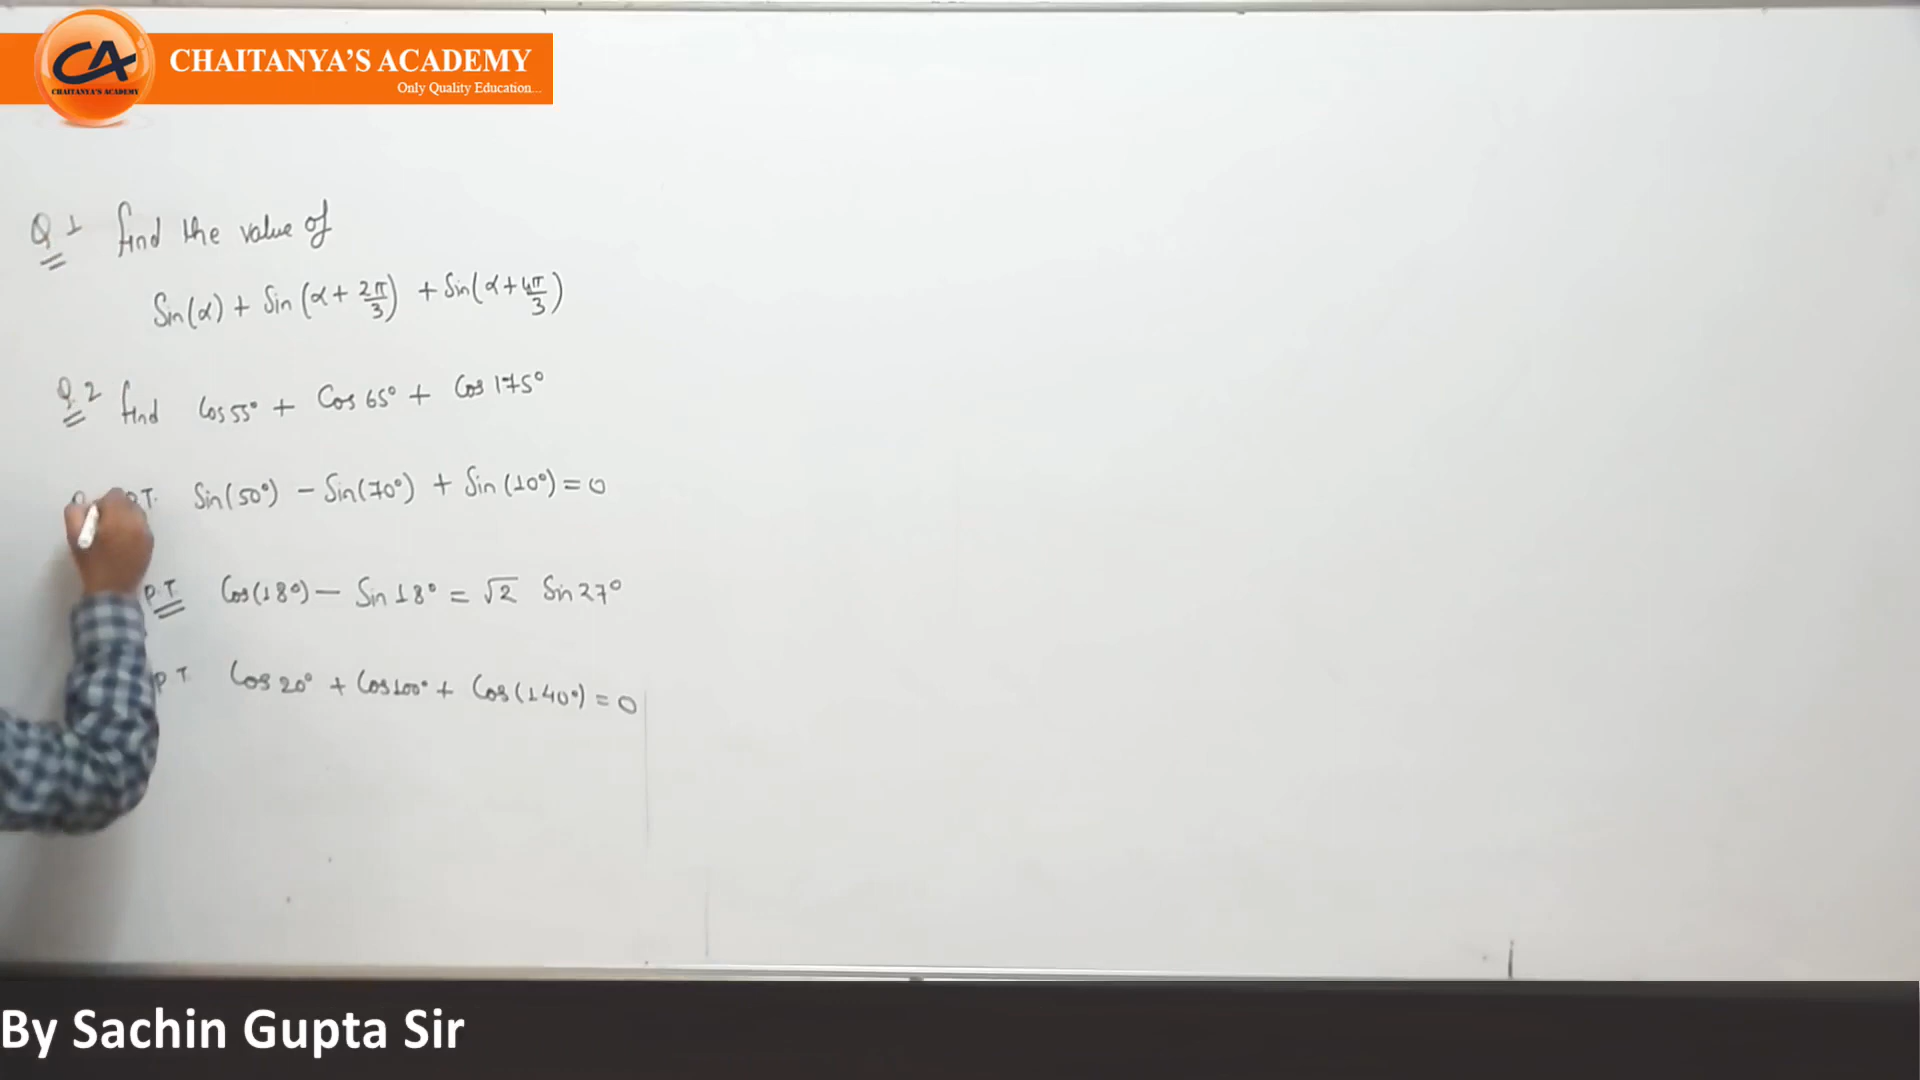 CHAITANYA'S ACADEMY
Only Quality Education...
CA
CHAITANYA'S ACADEMY
Q 1 find the value of
Sin(α) + Sin(α + 2π/3) + Sin(α + 4π/3)
Q.2 find Cos 55° + Cos 65° + Cos 175°
P.T. Sin(50°) – Sin(70°) + Sin(10°) = 0
P.T Cos(18°) – Sin 18° = √2 Sin 27°
P T Cos 20° + Cos 100° + Cos(140°) = 0
By Sachin Gupta Sir